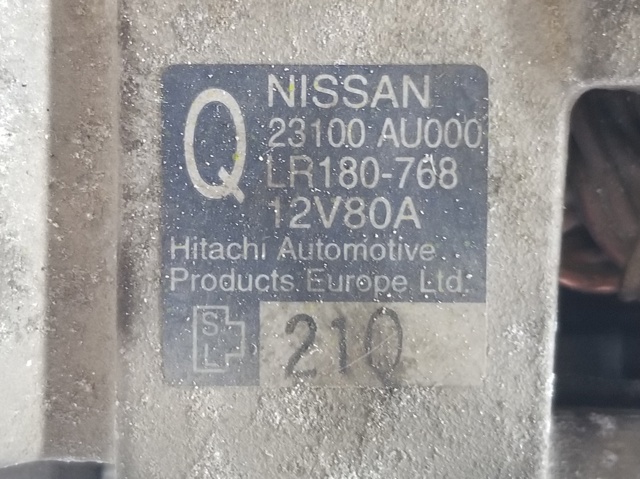 Q
NISSAN
23100 AU000
LR180-768
12V80A
Hitachi Automotive
Products Europe Ltd.
S
L
210